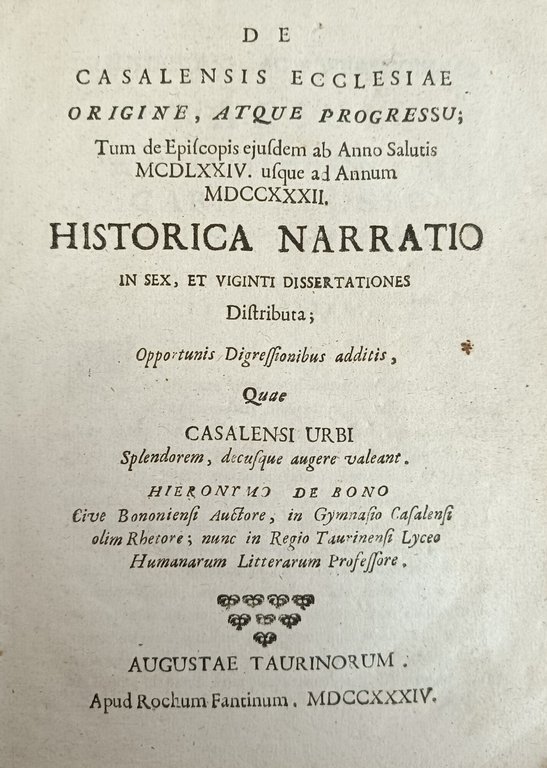 DE
CASALENSIS ECCLESIAE
ORIGINE, ATQUE PROGRESSU;
Tum de Epiſcopis ejuſdem ab Anno Salutis
MCDLXXIV. uſque ad Annum
MDCCXXXII.
HISTORICA NARRATIO
IN SEX, ET VIGINTI DISSERTATIONES
Diſtributa;
Opportunis Digreſſionibus additis,
Quae
CASALENSI URBI
Splendorem, decuſque augere valeant.
HIERONYMO DE BONO
Cive Bononienſi Auctore, in Gymnaſio Caſalenſi
olim Rhetore; nunc in Regio Taurinenſi Lyceo
Humanarum Litterarum Profeſſore.
AUGUSTAE TAURINORUM.
Apud Rochum Fantinum. MDCCXXXIV.